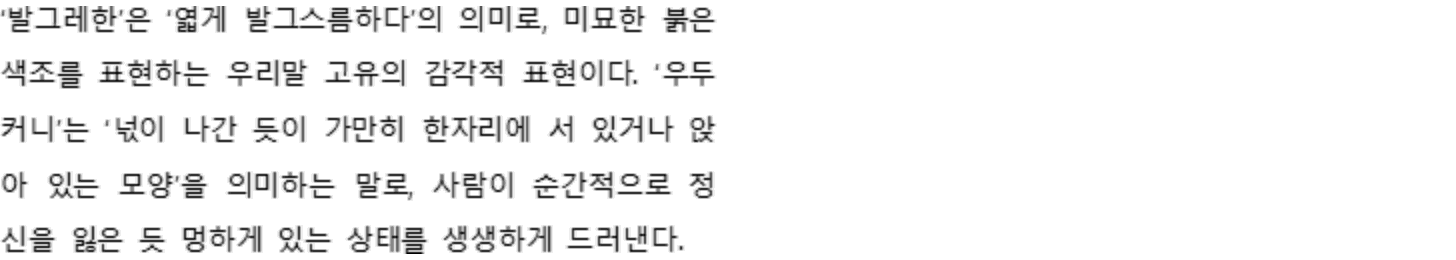 ‘발그레한’은 ‘엷게 발그스름하다’의 의미로, 미묘한 붉은
색조를 표현하는 우리말 고유의 감각적 표현이다. ‘우두
커니’는 ‘넋이 나간 듯이 가만히 한자리에 서 있거나 앉
아 있는 모양’을 의미하는 말로, 사람이 순간적으로 정
신을 잃은 듯 멍하게 있는 상태를 생생하게 드러낸다.